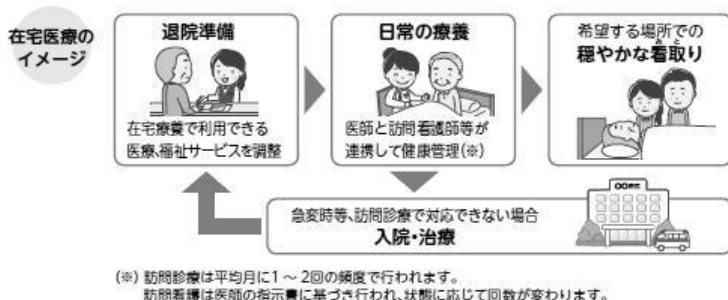 在宅医療の
イメージ
退院準備
在宅療養で利用できる
医療、福祉サービスを調整
日常の療養
医師と訪問看護師等が
連携して健康管理(※)
希望する場所での
穏やかな看取り
みと
急変時等、訪問診療で対応できない場合
入院・治療
○○病院
(※) 訪問診療は平均月に1～2回の頻度で行われます。
訪問看護は医師の指示書に基づき行われ、状態に応じて回数が変わります。